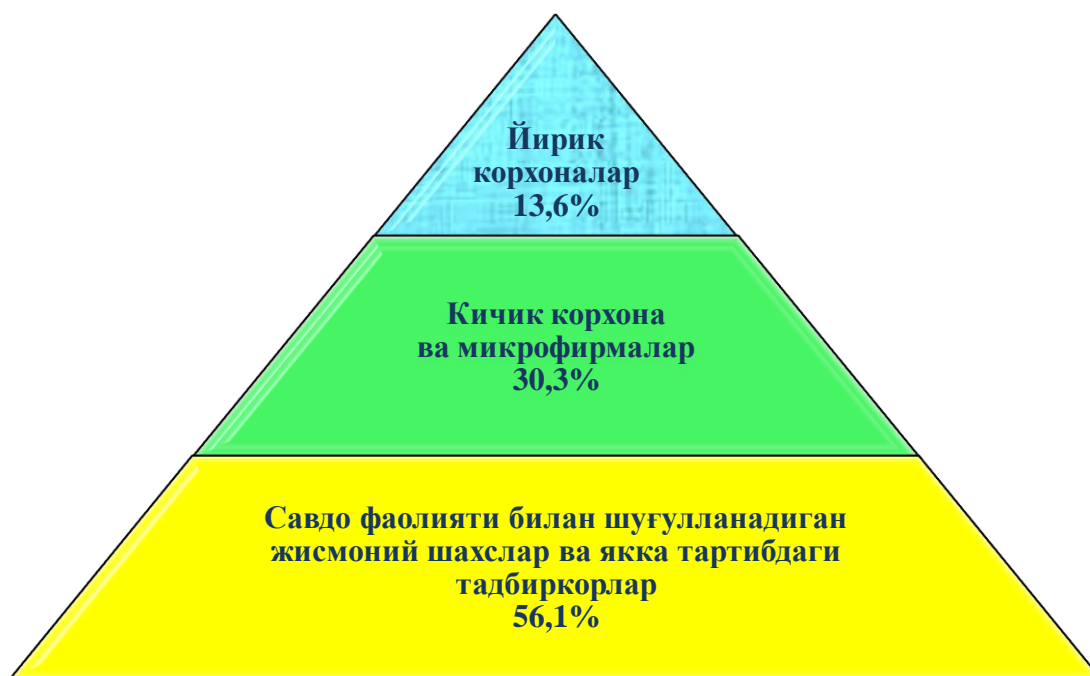 Йирик
корхоналар
13,6%
Кичик корхона
ва микрофирмалар
30,3%
Савдо фаолияти билан шуғулланадиган
жисмоний шахслар ва якка тартибдаги
тадбиркорлар
56,1%